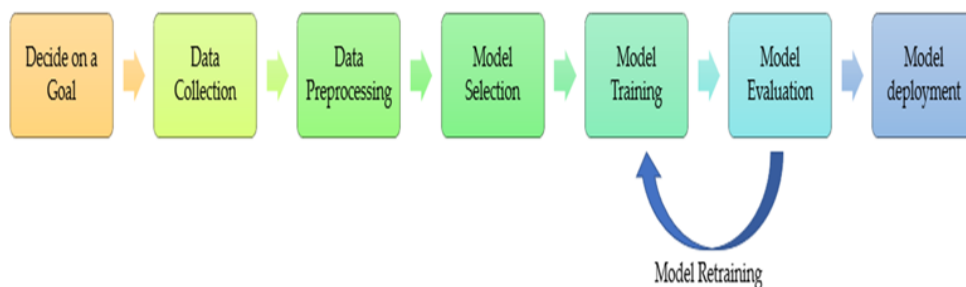 Decide on a
Goal
Data
Collection
Data
Preprocessing
Model
Selection
Model
Training
Model
Evaluation
Model
deployment
Model Retraining